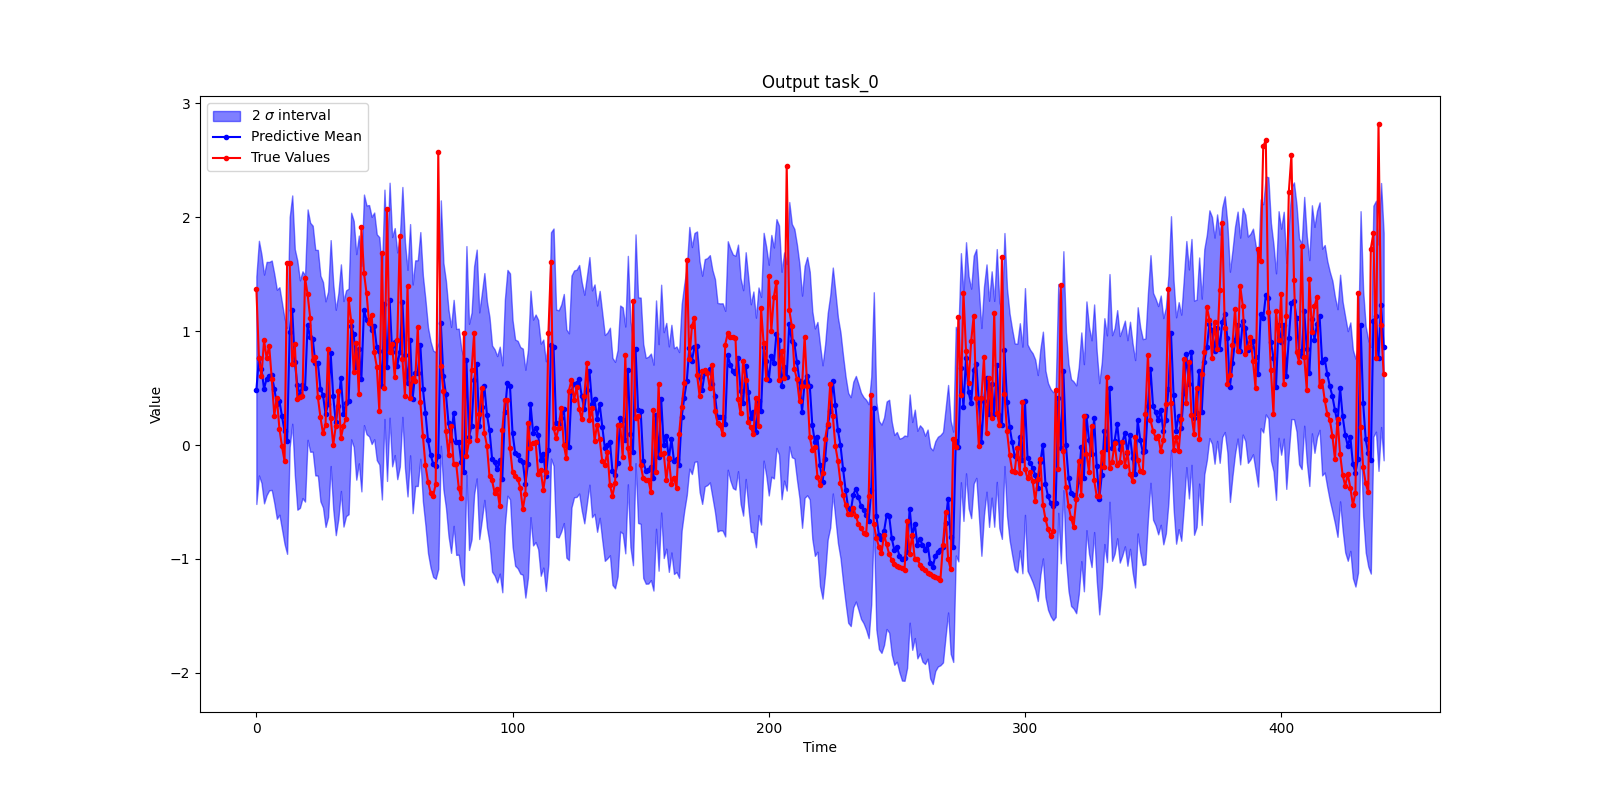 Output task_0
2 σ interval
Predictive Mean
True Values
3
2
1
0
−1
−2
Value
0
100
200
300
400
Time